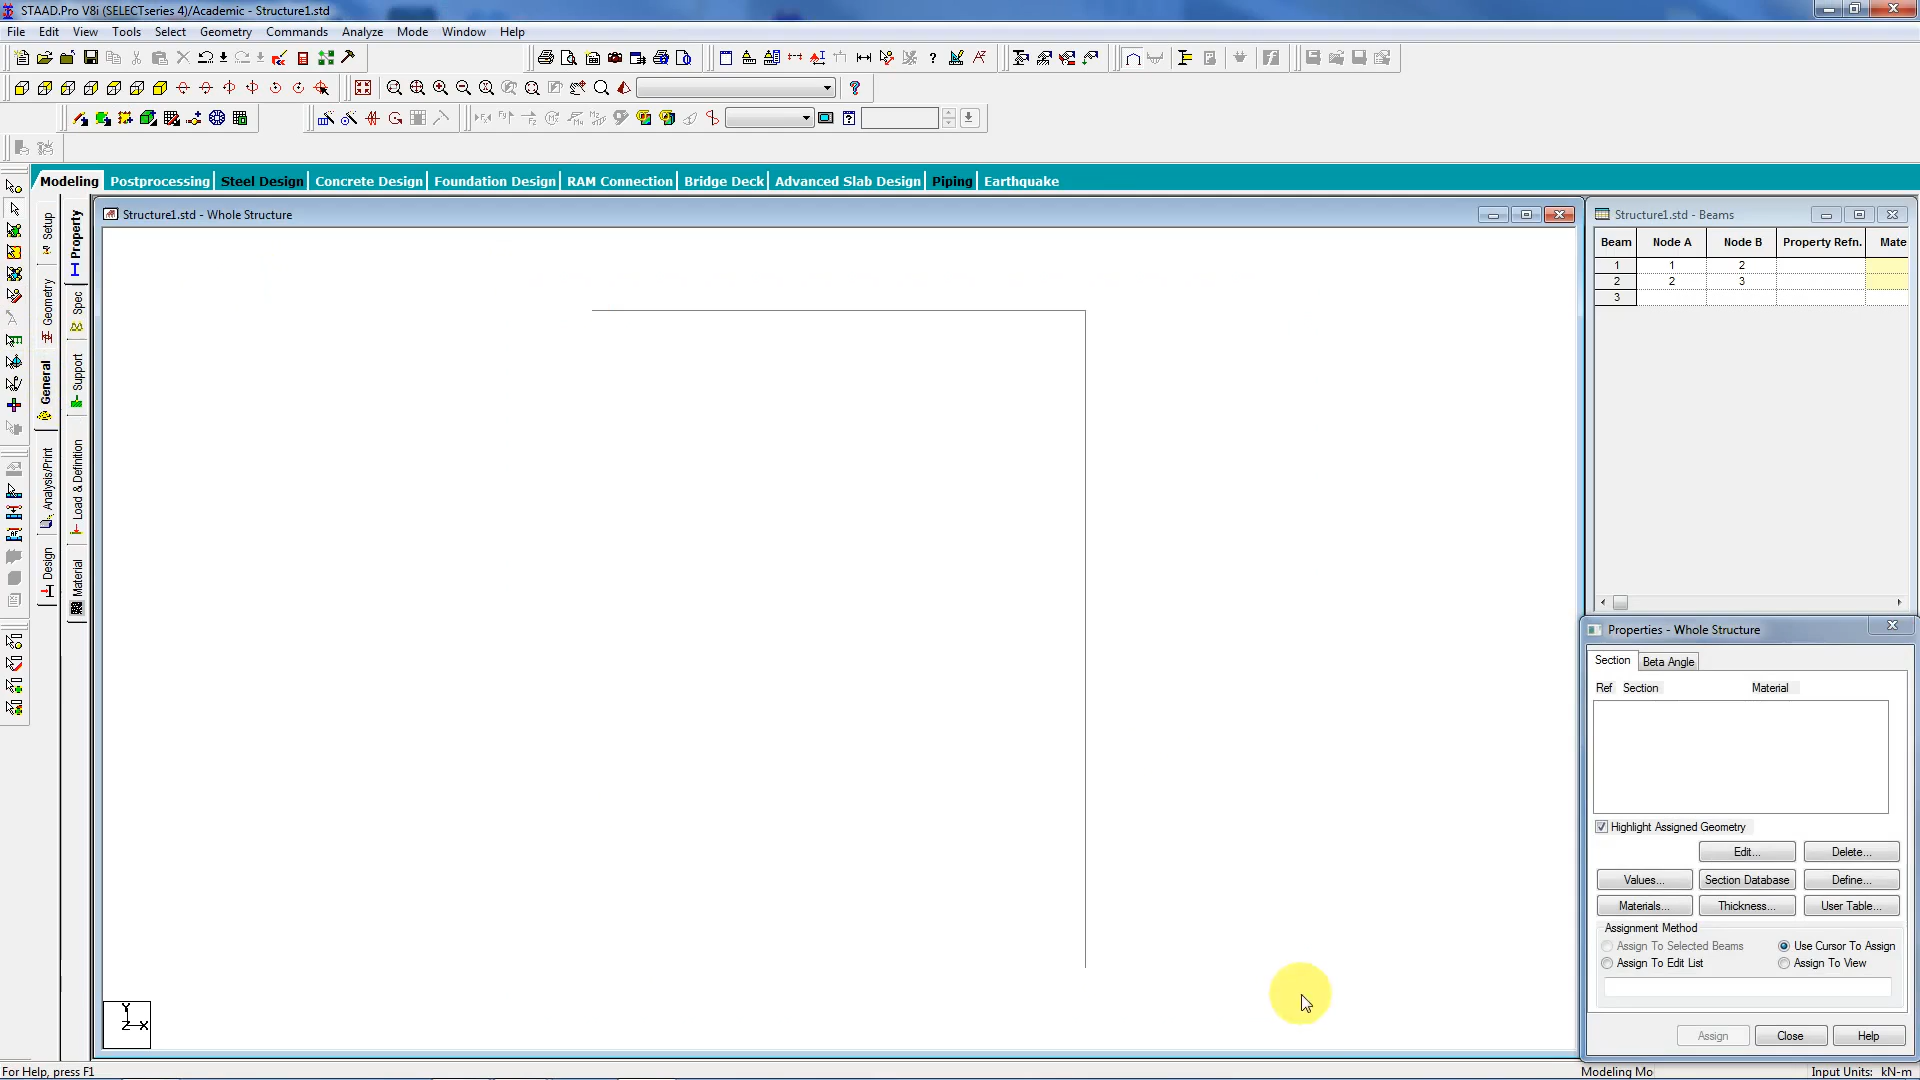 STAAD.Pro V8i (SELECTseries 4)/Academic - Structure1.std
File Edit View Tools Select Geometry Commands Analyze Mode Window Help
Modeling Postprocessing Steel Design Concrete Design Foundation Design RAM Connection Bridge Deck Advanced Slab Design Piping Earthquake
Setup
Geometry
General
Analysis/Print
Design
Property
Spec
Support
Load & Definition
Material
Structure1.std - Whole Structure
Y
Z X
Structure1.std - Beams
Beam Node A Node B Property Refn. Mate
1 1 2
2 2 3
3
Properties - Whole Structure
Section Beta Angle
Ref Section Material
Highlight Assigned Geometry
Edit... Delete...
Values... Section Database Define...
Materials... Thickness... User Table...
Assignment Method
Assign To Selected Beams Use Cursor To Assign
Assign To Edit List Assign To View
Assign Close Help
For Help, press F1
Modeling Mo Input Units: kN-m